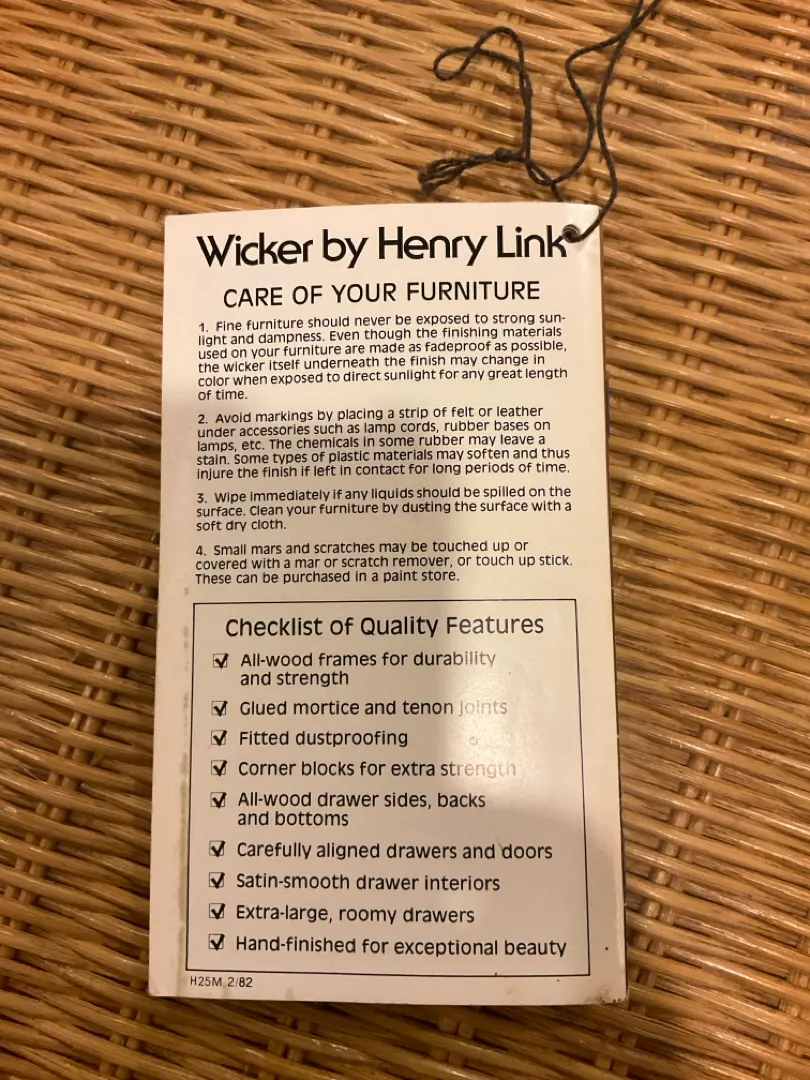 Wicker by Henry Link
CARE OF YOUR FURNITURE
1. Fine furniture should never be exposed to strong sun-
light and dampness. Even though the finishing materials
used on your furniture are made as fadeproof as possible,
the wicker itself underneath the finish may change in
color when exposed to direct sunlight for any great length
of time.
2. Avoid markings by placing a strip of felt or leather
under accessories such as lamp cords, rubber bases on
lamps, etc. The chemicals in some rubber may leave a
stain. Some types of plastic materials may soften and thus
injure the finish if left in contact for long periods of time.
3. Wipe immediately if any liquids should be spilled on the
surface. Clean your furniture by dusting the surface with a
soft dry cloth.
4. Small mars and scratches may be touched up or
covered with a mar or scratch remover, or touch up stick.
These can be purchased in a paint store.
Checklist of Quality Features
All-wood frames for durability
and strength
Glued mortice and tenon joints
Fitted dustproofing
Corner blocks for extra strength
All-wood drawer sides, backs
and bottoms
Carefully aligned drawers and doors
Satin-smooth drawer interiors
Extra-large, roomy drawers
Hand-finished for exceptional beauty
H25M 2/82